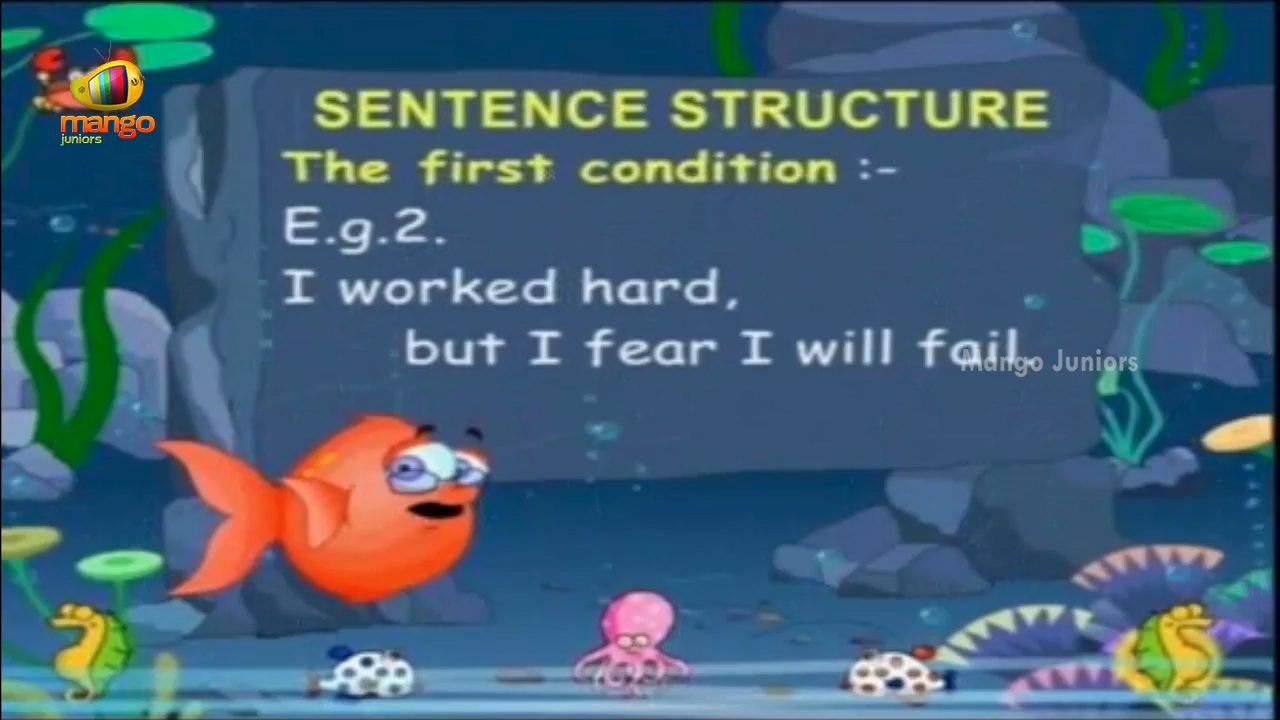 mango
juniors
SENTENCE STRUCTURE
The first condition :-
E.g.2.
I worked hard,
but I fear I will fail.
Mango Juniors